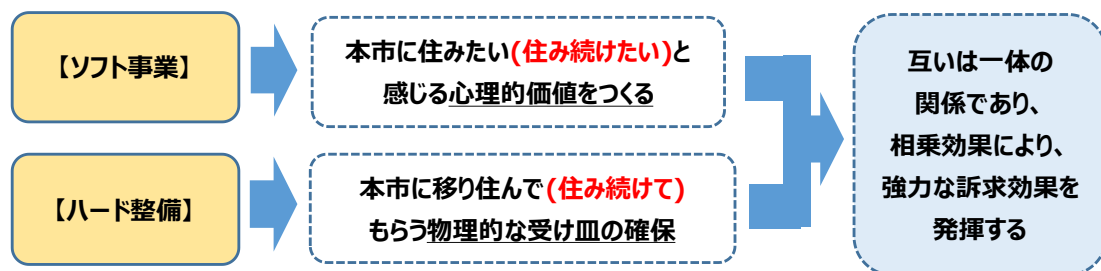 【ソフト事業】
本市に住みたい(住み続けたい)と
感じる心理的価値をつくる
【ハード整備】
本市に移り住んで(住み続けて)
もらう物理的な受け皿の確保
互いは一体の
関係であり、
相乗効果により、
強力な訴求効果を
発揮する